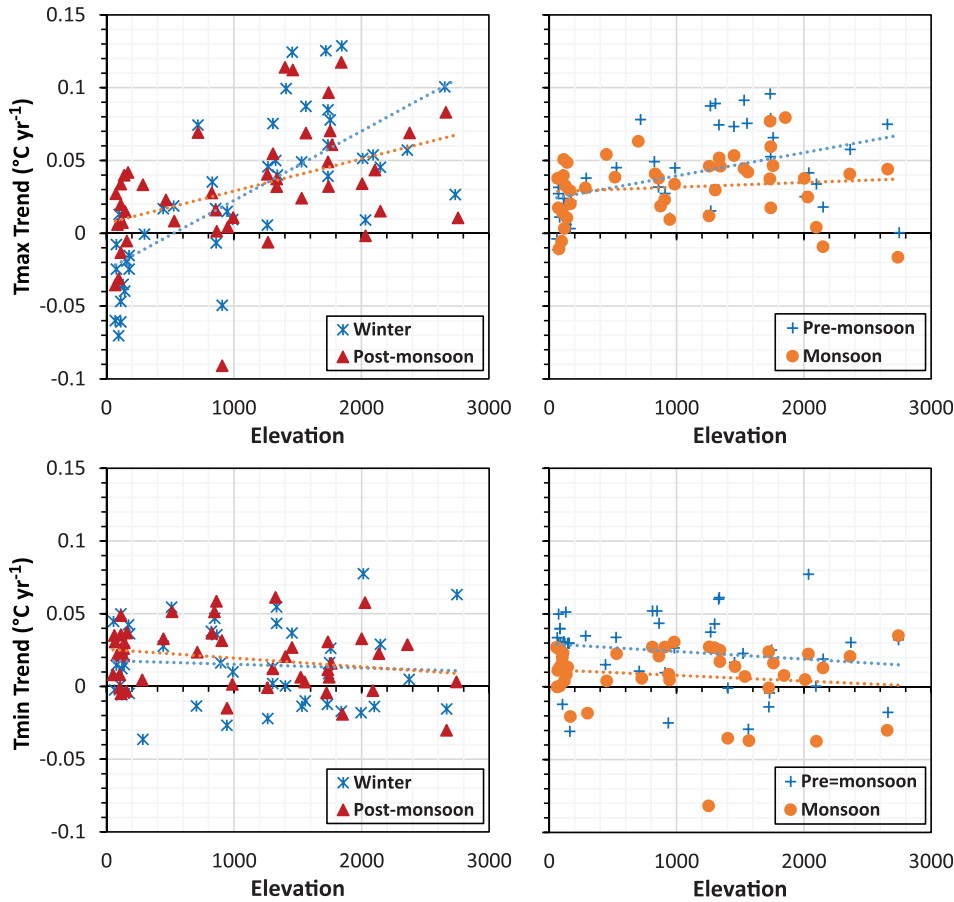 Tmax Trend (°C yr⁻¹)
0.15
0.1
0.05
0
-0.05
-0.1
Winter
Post-monsoon
0 1000 2000 3000
Elevation
Pre-monsoon
Monsoon
0 1000 2000 3000
Elevation
Tmin Trend (°C yr⁻¹)
0.15
0.1
0.05
0
-0.05
-0.1
Winter
Post-monsoon
0 1000 2000 3000
Elevation
Pre=monsoon
Monsoon
0 1000 2000 3000
Elevation